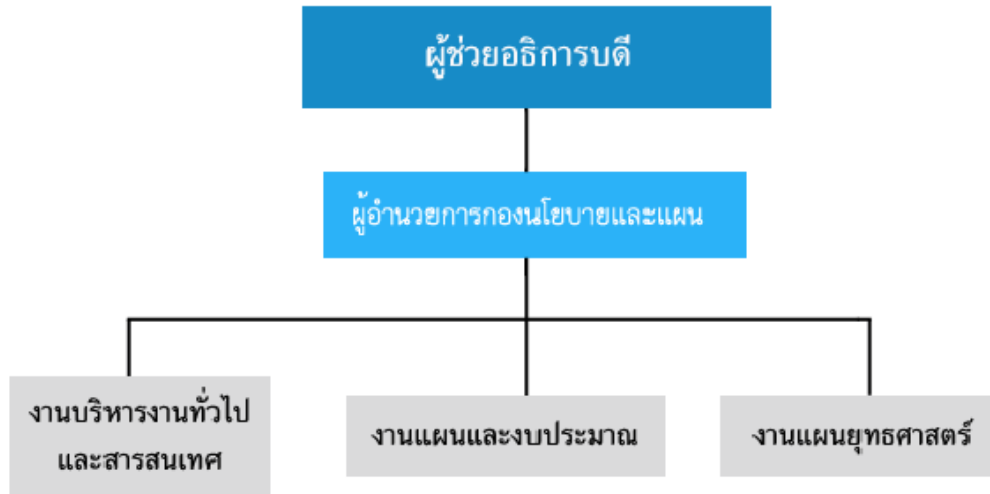 ผู้ช่วยอธิการบดี
ผู้อำนวยการกองนโยบายและแผน
งานบริหารงานทั่วไป
และสารสนเทศ
งานแผนและงบประมาณ
งานแผนยุทธศาสตร์